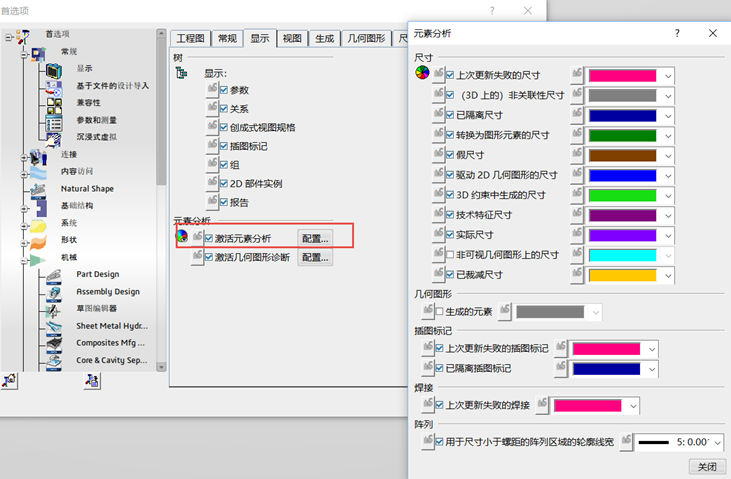 首选项
首选项
常规
显示
基于文件的设计导入
兼容性
参数和测量
沉浸式虚拟
连接
内容访问
Natural Shape
基础结构
系统
形状
机械
Part Design
Assembly Design
草图编辑器
Sheet Metal Hydr...
Composites Mfg ...
Core & Cavity Sep...
工程图 常规 显示 视图 生成 几何图形
树
显示:
参数
关系
创成式视图规格
插图标记
组
2D 部件实例
报告
元素分析
激活元素分析 配置...
激活几何图形诊断 配置...
元素分析
尺寸
上次更新失败的尺寸
（3D 上的）非关联性尺寸
已隔离尺寸
转换为图形元素的尺寸
假尺寸
驱动 2D 几何图形的尺寸
3D 约束中生成的尺寸
技术特征尺寸
实际尺寸
非可视几何图形上的尺寸
已裁减尺寸
几何图形
生成的元素
插图标记
上次更新失败的插图标记
已隔离插图标记
焊接
上次更新失败的焊接
阵列
用于尺寸小于螺距的阵列区域的轮廓线宽 5: 0.00
关闭